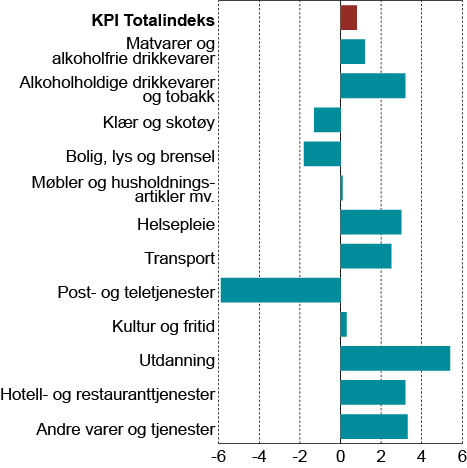 KPI Totalindeks
Matvarer og
alkoholfrie drikkevarer
Alkoholholdige drikkevarer
og tobakk
Klær og skotøy
Bolig, lys og brensel
Møbler og husholdnings-
artikler mv.
Helsepleie
Transport
Post- og teletjenester
Kultur og fritid
Utdanning
Hotell- og restauranttjenester
Andre varer og tjenester
-6 -4 -2 0 2 4 6